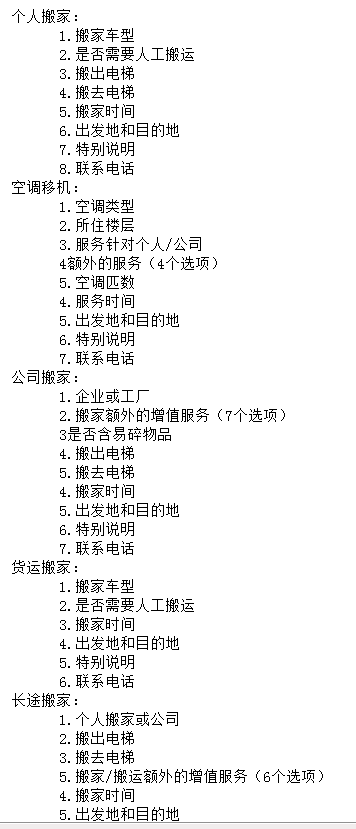 个人搬家：
1.搬家车型
2.是否需要人工搬运
3.搬出电梯
4.搬去电梯
5.搬家时间
6.出发地和目的地
7.特别说明
8.联系电话
空调移机：
1.空调类型
2.所住楼层
3.服务针对个人/公司
4额外的服务（4个选项）
5.空调匹数
4.服务时间
5.出发地和目的地
6.特别说明
7.联系电话
公司搬家：
1.企业或工厂
2.搬家额外的增值服务（7个选项）
3是否含易碎物品
4.搬出电梯
5.搬去电梯
4.搬家时间
5.出发地和目的地
6.特别说明
7.联系电话
货运搬家：
1.搬家车型
2.是否需要人工搬运
3.搬家时间
4.出发地和目的地
5.特别说明
6.联系电话
长途搬家：
1.个人搬家或公司
2.搬出电梯
3.搬去电梯
5.搬家/搬运额外的增值服务（6个选项）
4.搬家时间
5.出发地和目的地